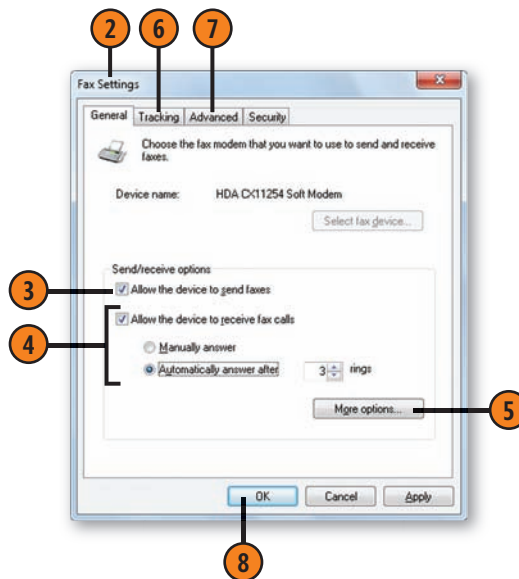 2 6 7
Fax Settings
General Tracking Advanced Security
Choose the fax modem that you want to use to send and receive
faxes.
Device name: HDA CX11254 Soft Modem
Select fax device...
Send/receive options
3 Allow the device to send faxes
4 Allow the device to receive fax calls
Manually answer
Automatically answer after 3 rings
More options... 5
OK Cancel Apply
8